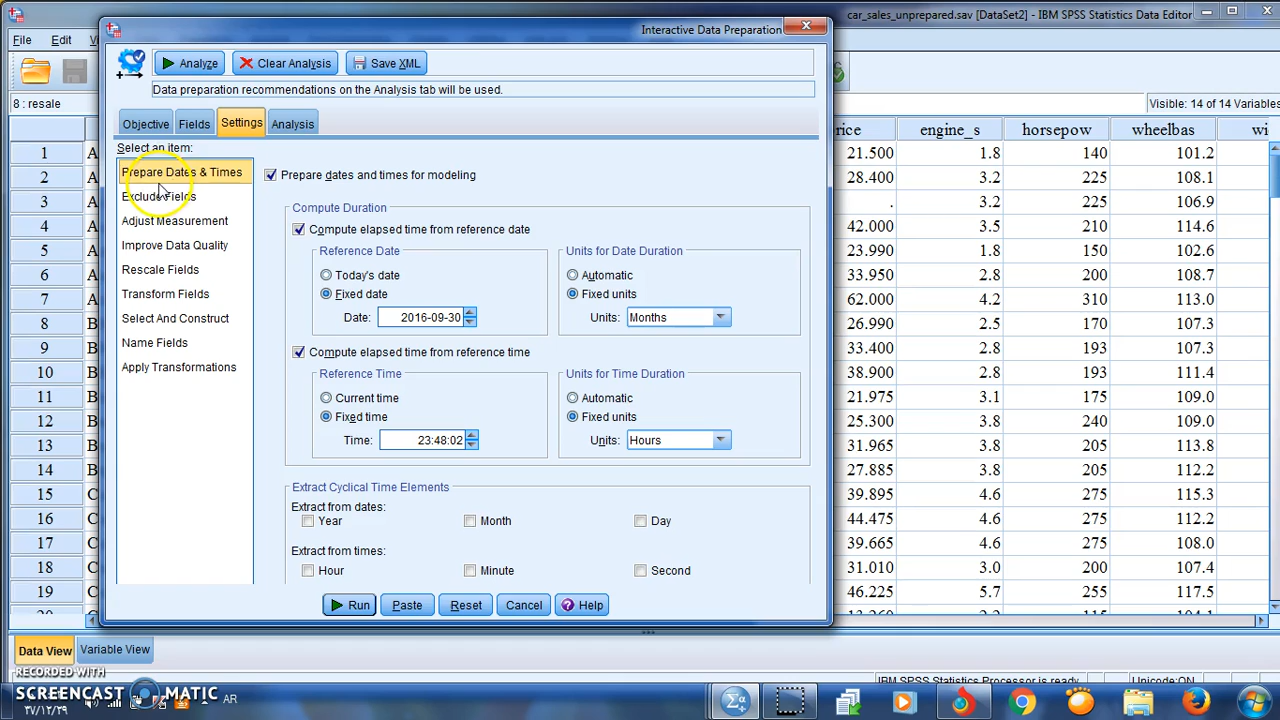 car_sales_unprepared.sav [DataSet2] - IBM SPSS Statistics Data Editor
File Edit V
Interactive Data Preparation
Analyze Clear Analysis Save XML
Data preparation recommendations on the Analysis tab will be used.
8 : resale
Visible: 14 of 14 Variables
Objective Fields Settings Analysis
Select an item:
Prepare Dates & Times
Exclude Fields
Adjust Measurement
Improve Data Quality
Rescale Fields
Transform Fields
Select And Construct
Name Fields
Apply Transformations
Prepare dates and times for modeling
Compute Duration
Compute elapsed time from reference date
Reference Date
Today's date
Fixed date
Date: 2016-09-30
Units for Date Duration
Automatic
Fixed units
Units: Months
Compute elapsed time from reference time
Reference Time
Current time
Fixed time
Time: 23:48:02
Units for Time Duration
Automatic
Fixed units
Units: Hours
Extract Cyclical Time Elements
Extract from dates:
Year Month Day
Extract from times:
Hour Minute Second
Run Paste Reset Cancel Help
rice engine_s horsepow wheelbas wi
1 A 21.500 1.8 140 101.2
2 A 28.400 3.2 225 108.1
3 A . 3.2 225 106.9
4 A 42.000 3.5 210 114.6
5 A 23.990 1.8 150 102.6
6 A 33.950 2.8 200 108.7
7 A 62.000 4.2 310 113.0
8 B 26.990 2.5 170 107.3
9 B 33.400 2.8 193 107.3
10 B 38.900 2.8 193 111.4
11 B 21.975 3.1 175 109.0
12 B 25.300 3.8 240 109.0
13 B 31.965 3.8 205 113.8
14 B 27.885 3.8 205 112.2
15 C 39.895 4.6 275 115.3
16 C 44.475 4.6 275 112.2
17 C 39.665 4.6 275 108.0
18 C 31.010 3.0 200 107.4
19 C 46.225 5.7 255 117.5
20 C 13.260 2.2 115 104.1
Data View Variable View
IBM SPSS Statistics Processor is ready Unicode:ON
RECORDED WITH
SCREENCAST MATIC
AR